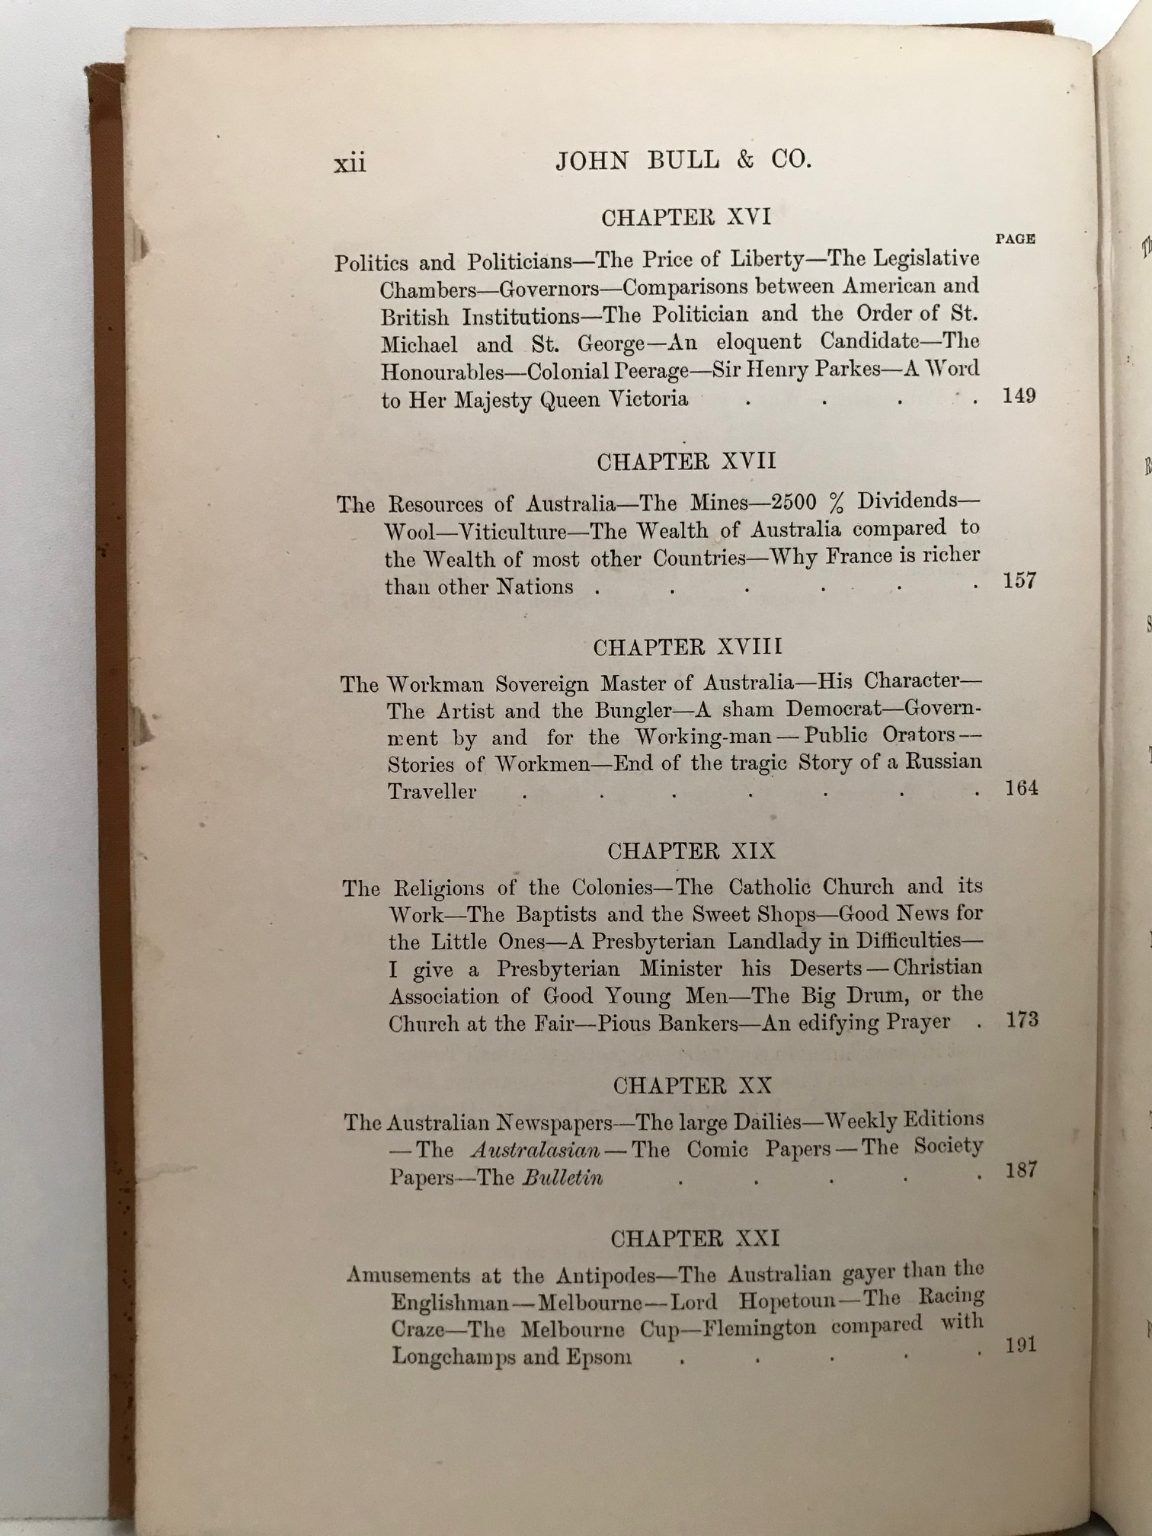 xii JOHN BULL & CO.
CHAPTER XVI
PAGE
Politics and Politicians—The Price of Liberty—The Legislative
Chambers—Governors—Comparisons between American and
British Institutions—The Politician and the Order of St.
Michael and St. George—An eloquent Candidate—The
Honourables—Colonial Peerage—Sir Henry Parkes—A Word
to Her Majesty Queen Victoria . . . . 149
CHAPTER XVII
The Resources of Australia—The Mines—2500 % Dividends—
Wool—Viticulture—The Wealth of Australia compared to
the Wealth of most other Countries—Why France is richer
than other Nations . . . . . . 157
CHAPTER XVIII
The Workman Sovereign Master of Australia—His Character—
The Artist and the Bungler—A sham Democrat—Govern-
ment by and for the Working-man—Public Orators—
Stories of Workmen—End of the tragic Story of a Russian
Traveller . . . . . . . 164
CHAPTER XIX
The Religions of the Colonies—The Catholic Church and its
Work—The Baptists and the Sweet Shops—Good News for
the Little Ones—A Presbyterian Landlady in Difficulties—
I give a Presbyterian Minister his Deserts—Christian
Association of Good Young Men—The Big Drum, or the
Church at the Fair—Pious Bankers—An edifying Prayer . 173
CHAPTER XX
The Australian Newspapers—The large Dailies—Weekly Editions
—The Australasian—The Comic Papers—The Society
Papers—The Bulletin . . . . . 187
CHAPTER XXI
Amusements at the Antipodes—The Australian gayer than the
Englishman—Melbourne—Lord Hopetoun—The Racing
Craze—The Melbourne Cup—Flemington compared with
Longchamps and Epsom . . . . . 191